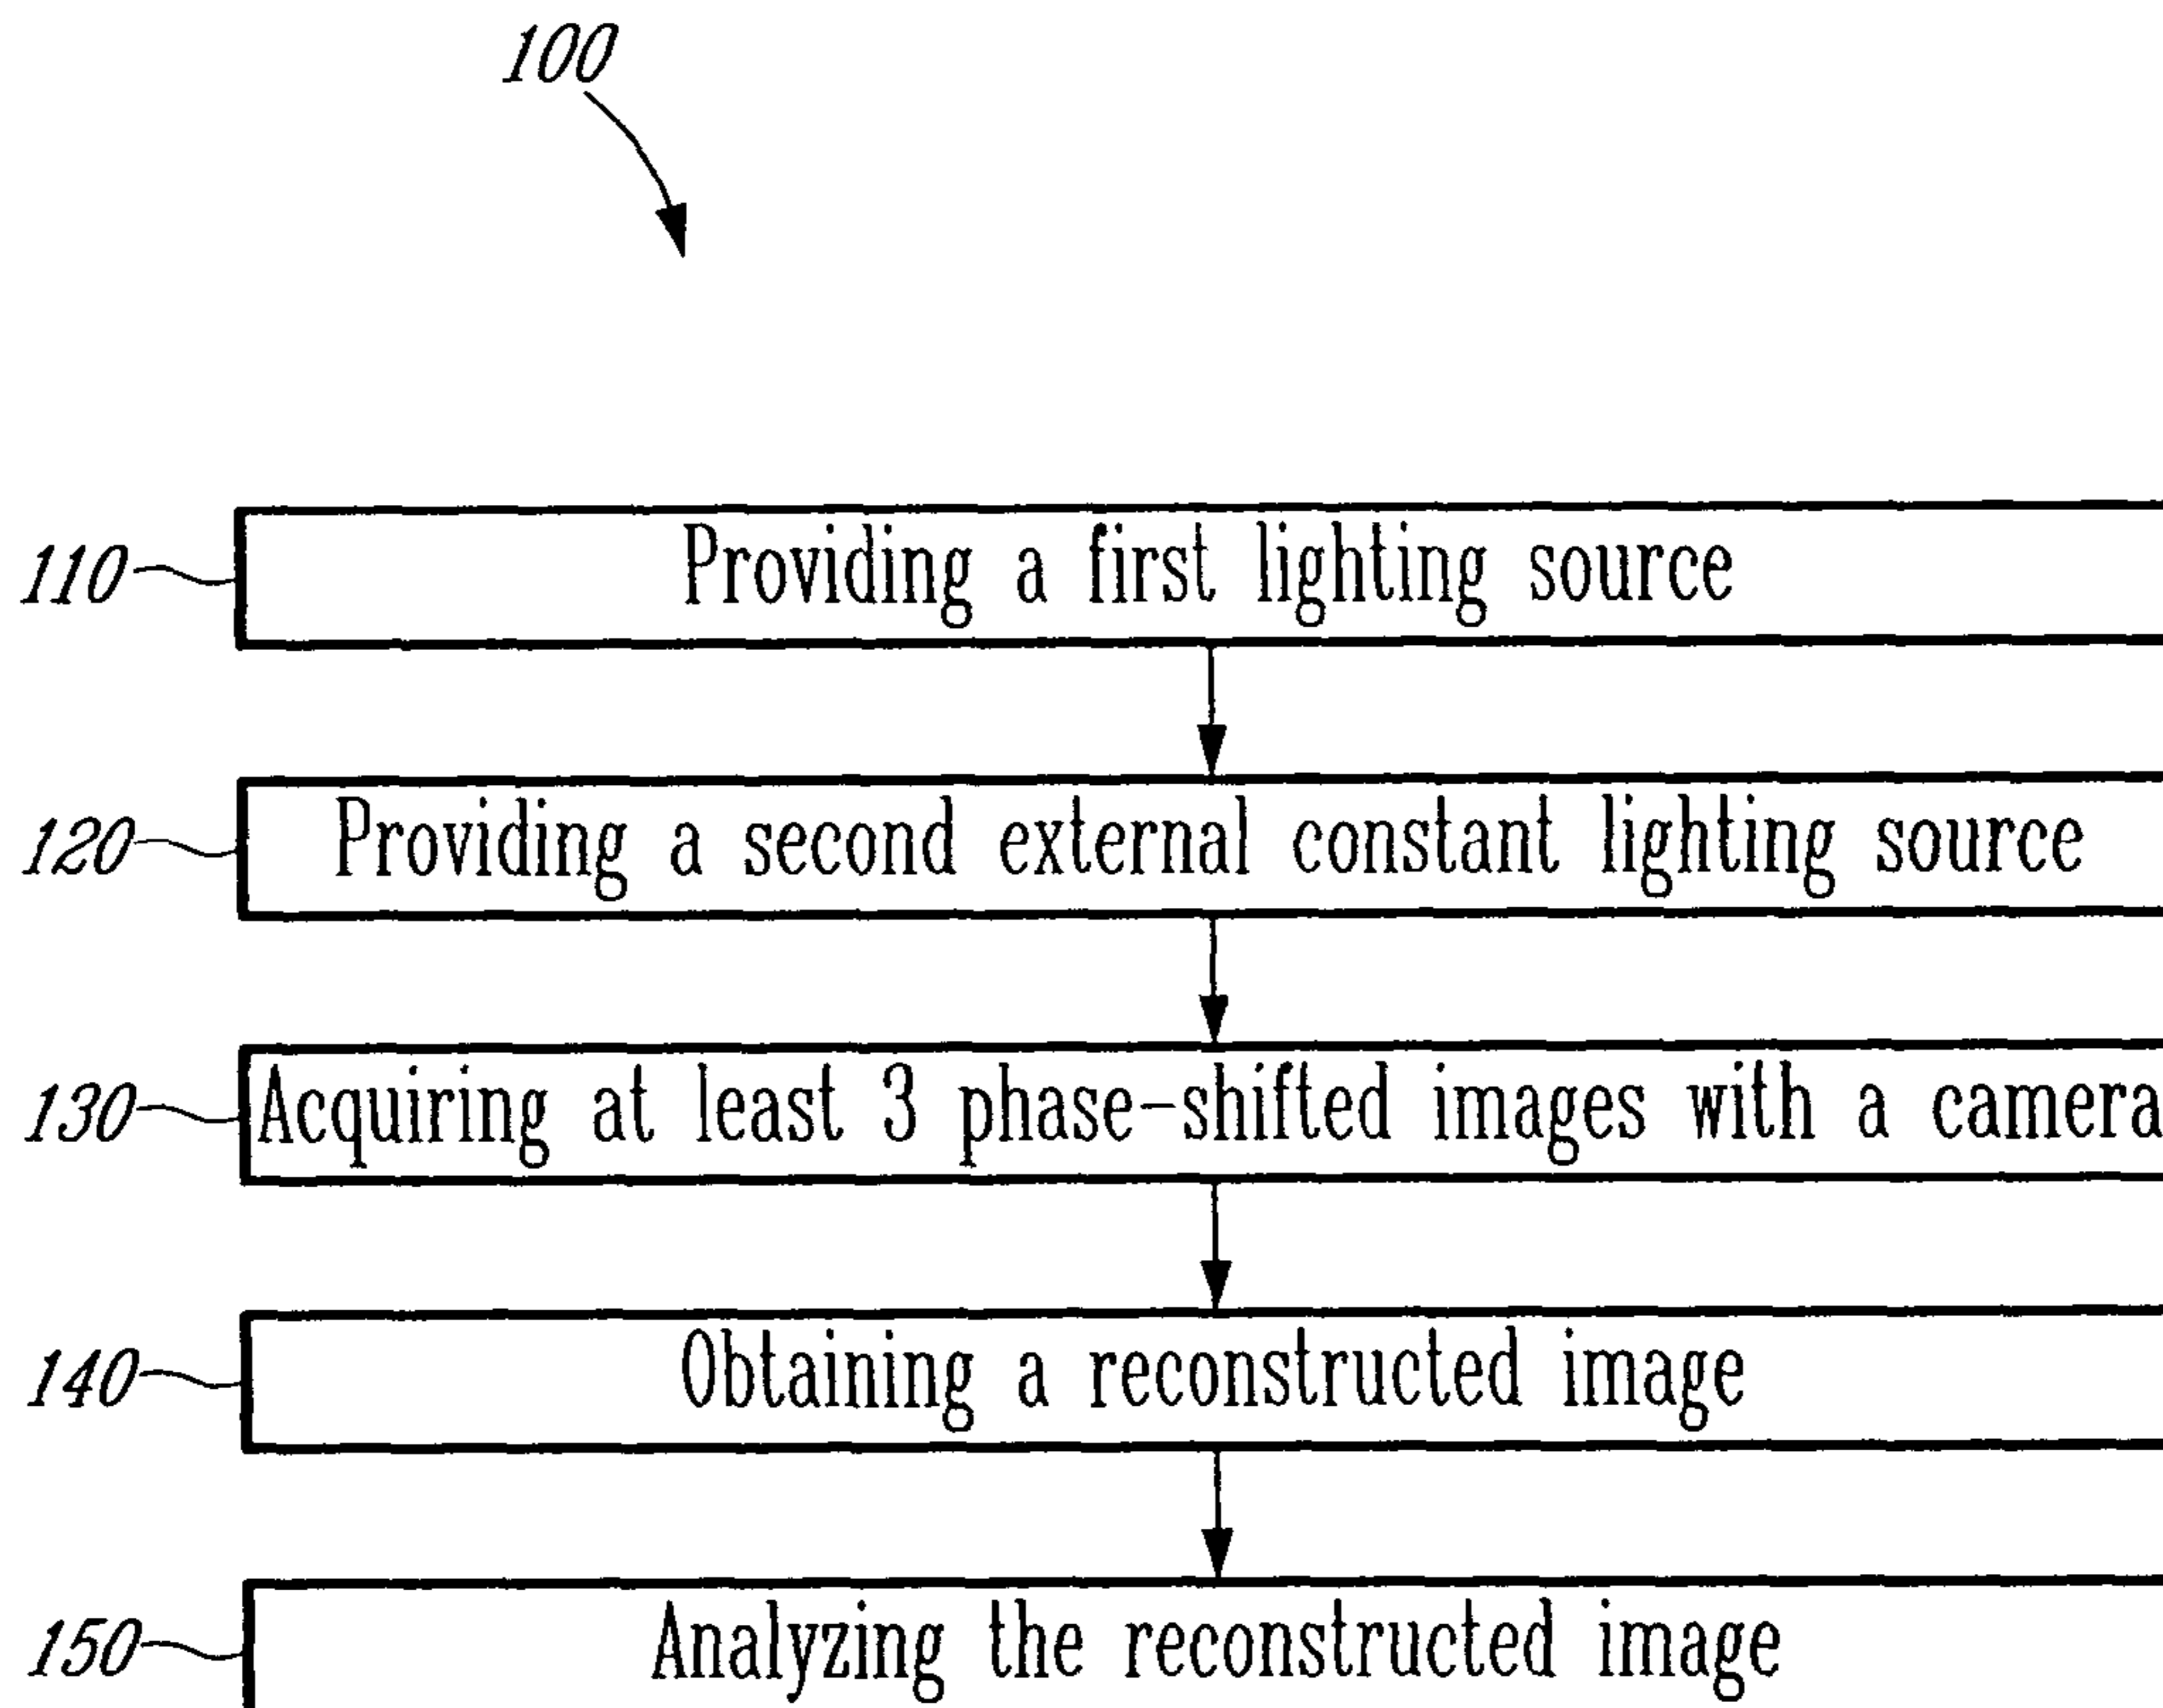 100
110 Providing a first lighting source
120 Providing a second external constant lighting source
130 Acquiring at least 3 phase-shifted images with a camera
140 Obtaining a reconstructed image
150 Analyzing the reconstructed image